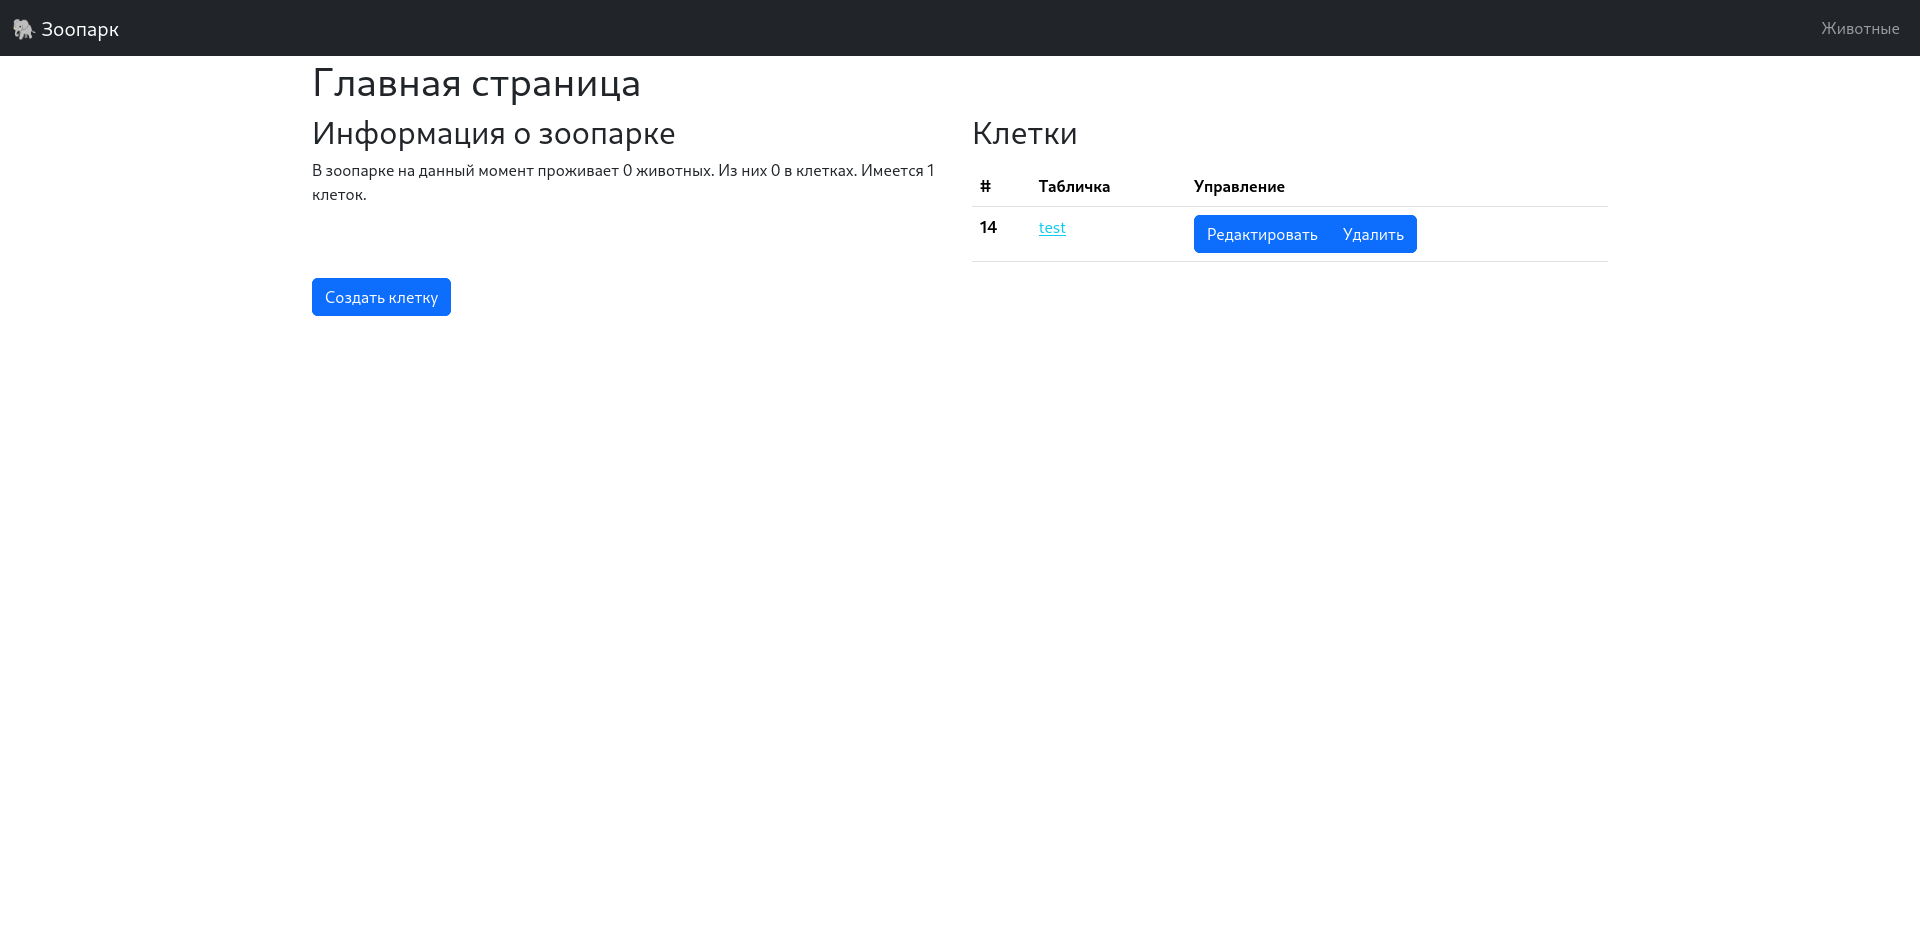 Зоопарк
Животные
Главная страница
Информация о зоопарке
В зоопарке на данный момент проживает 0 животных. Из них 0 в клетках. Имеется 1
клеток.
Создать клетку
Клетки
# Табличка Управление
14 test Редактировать Удалить